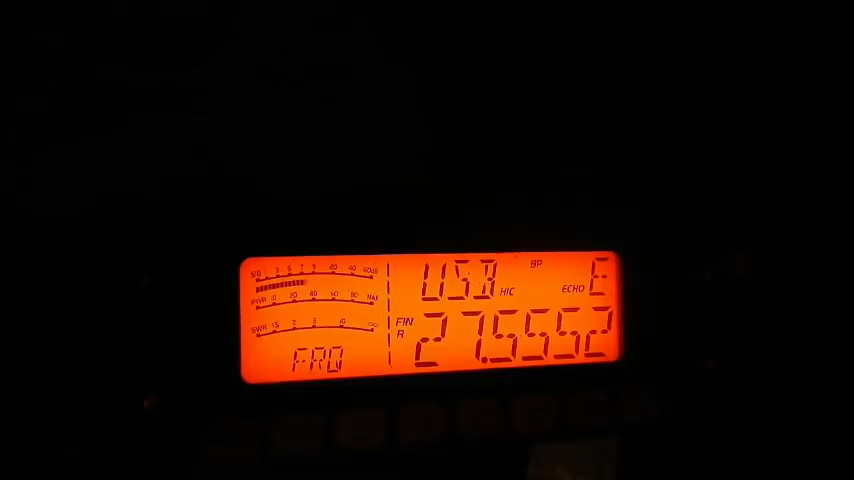 S/Q 1 3 5 7 9 20 40 60dB
PWR 10 20 40 60 80 MAX
SWR 1.5 2 3 10 ∞
FRQ
BP
USB HIC ECHO E
FIN
R
27.5552